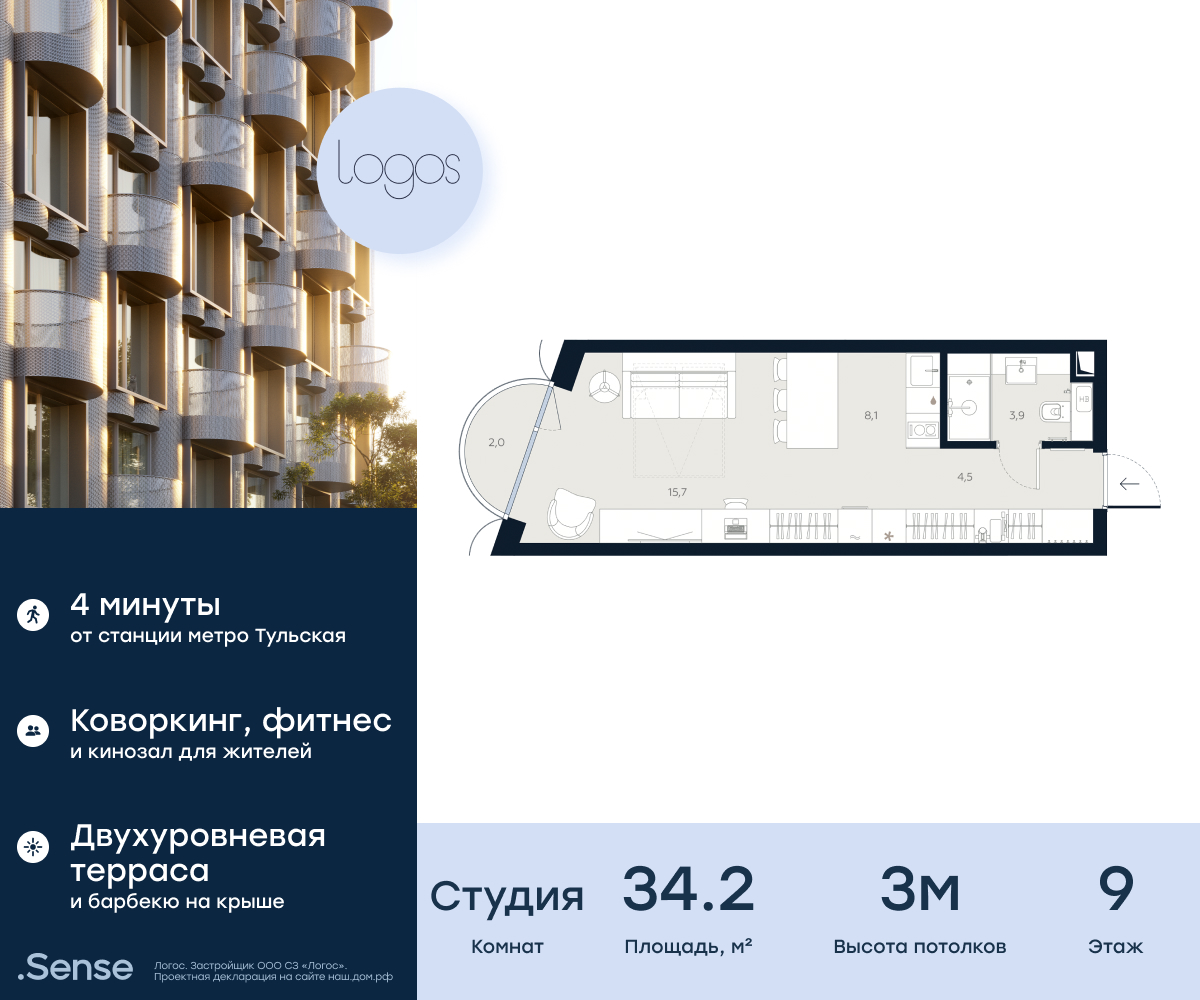 logos
2,0
15,7
8,1
3,9
НВ
4,5
4 минуты
от станции метро Тульская
Коворкинг, фитнес
и кинозал для жителей
Двухуровневая
терраса
и барбекю на крыше
.Sense
Логос. Застройщик ООО СЗ «Логос».
Проектная декларация на сайте наш.дом.рф
Студия
Комнат
34.2
Площадь, м²
3м
Высота потолков
9
Этаж